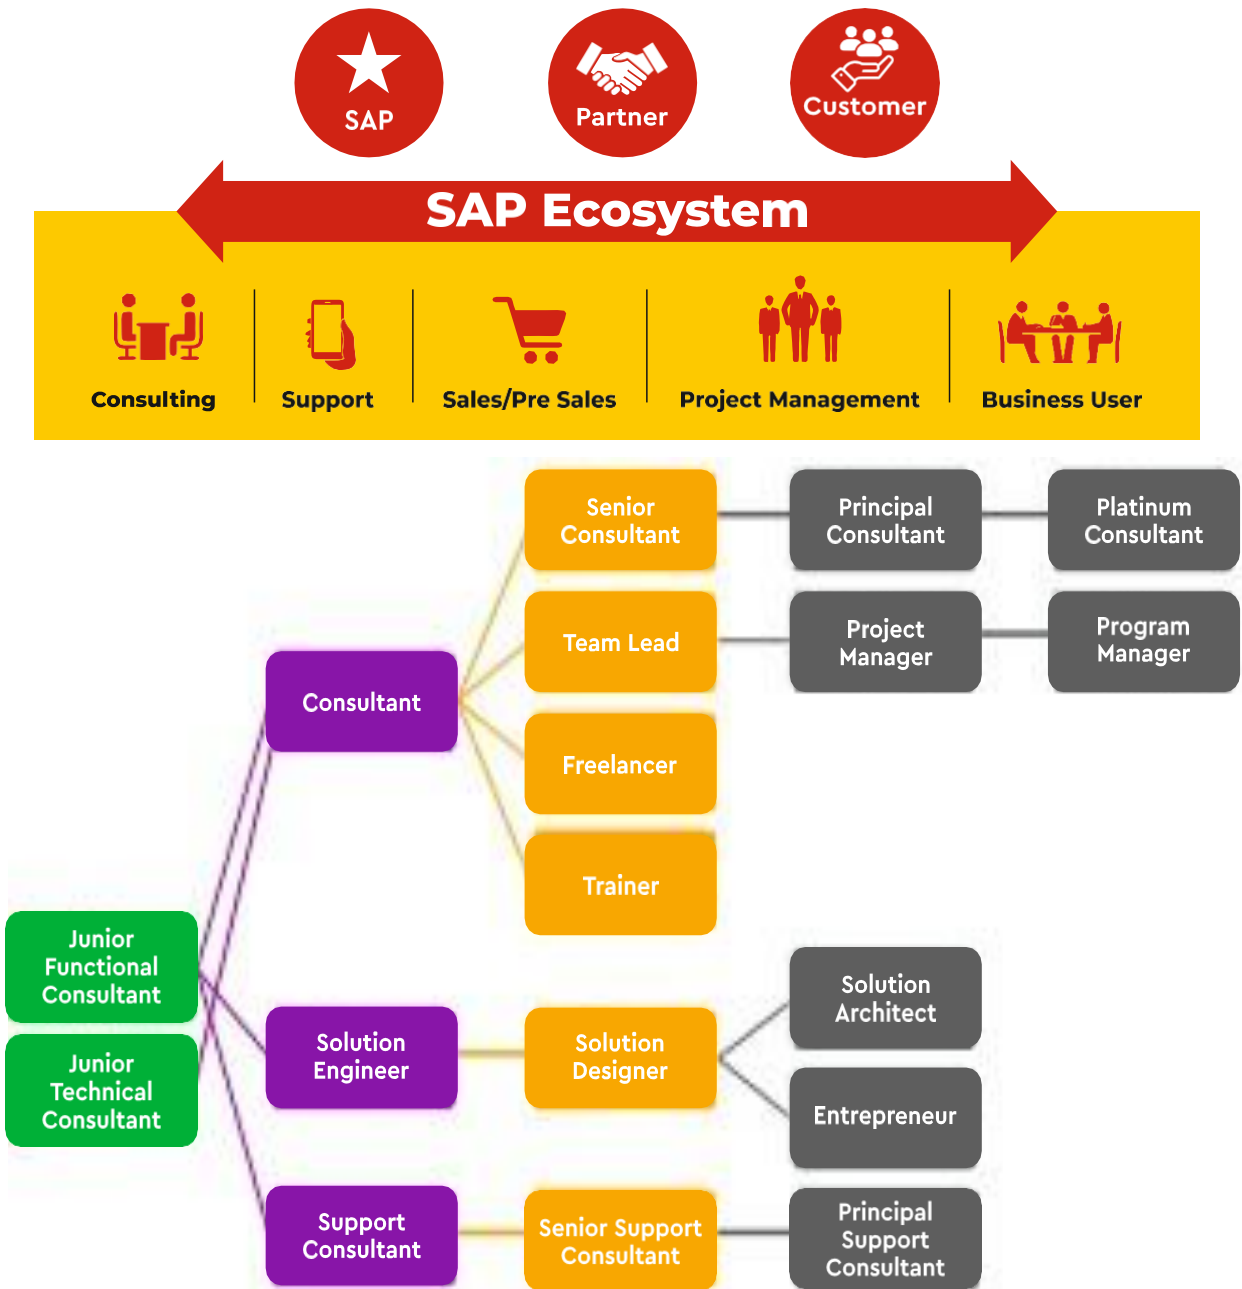 SAP
Partner
Customer
SAP Ecosystem
Consulting
Support
Sales/Pre Sales
Project Management
Business User
Senior
Consultant
Principal
Consultant
Platinum
Consultant
Team Lead
Project
Manager
Program
Manager
Consultant
Freelancer
Trainer
Junior
Functional
Consultant
Junior
Technical
Consultant
Solution
Engineer
Solution
Designer
Solution
Architect
Entrepreneur
Support
Consultant
Senior Support
Consultant
Principal
Support
Consultant